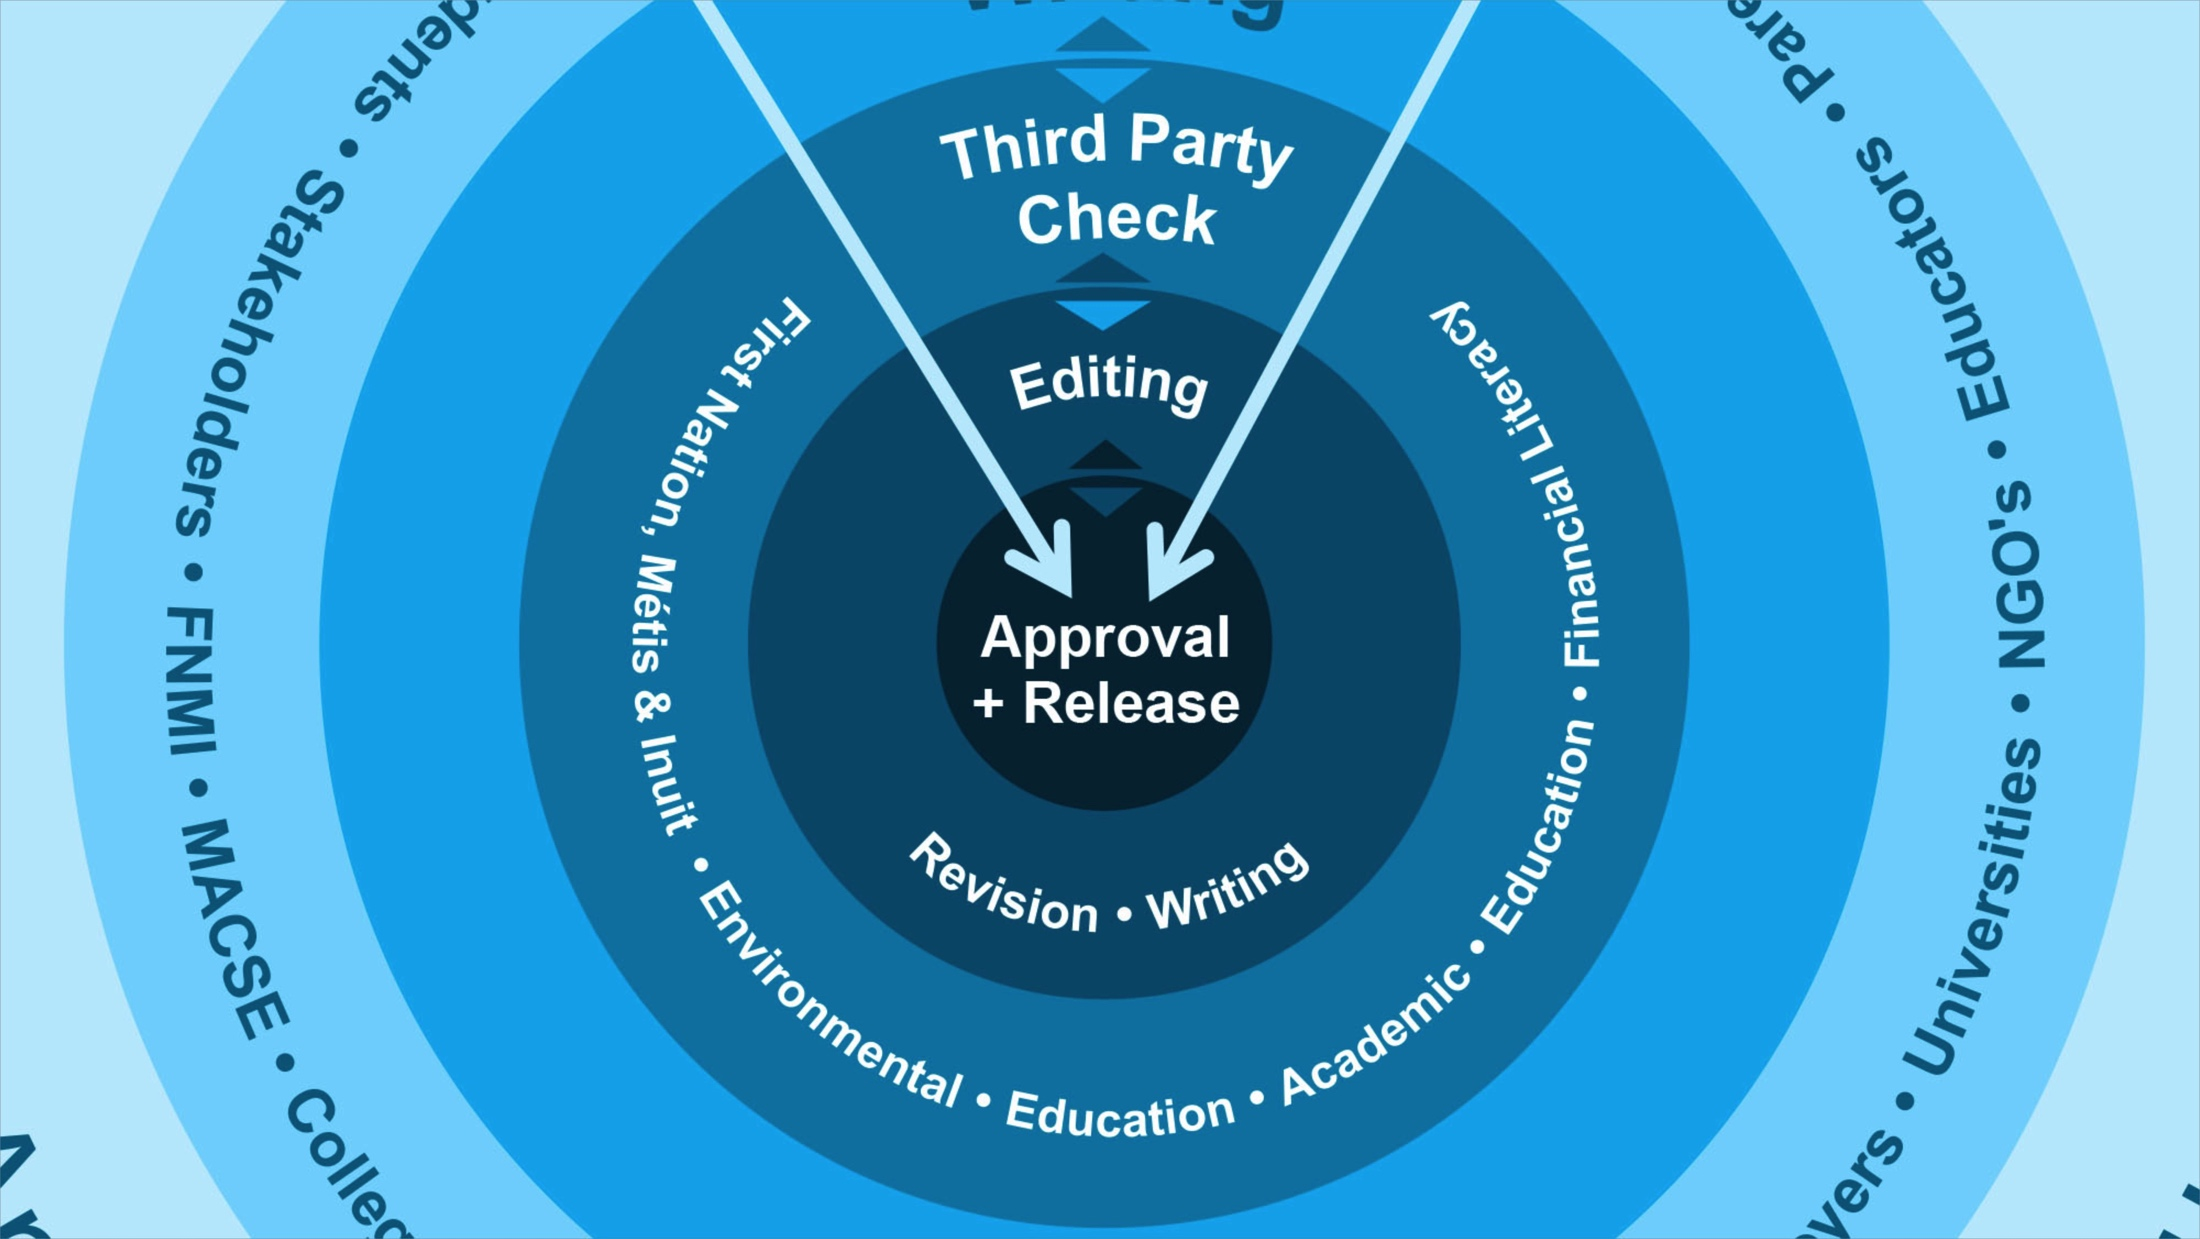 Third Party
Check
Editing
Approval
+ Release
Revision • Writing
First Nation, Métis & Inuit • Environmental • Education • Academic • Education • Financial Literacy
• Stakeholders • FNMI • MACSE •
• Universities • NGO's • Educators •